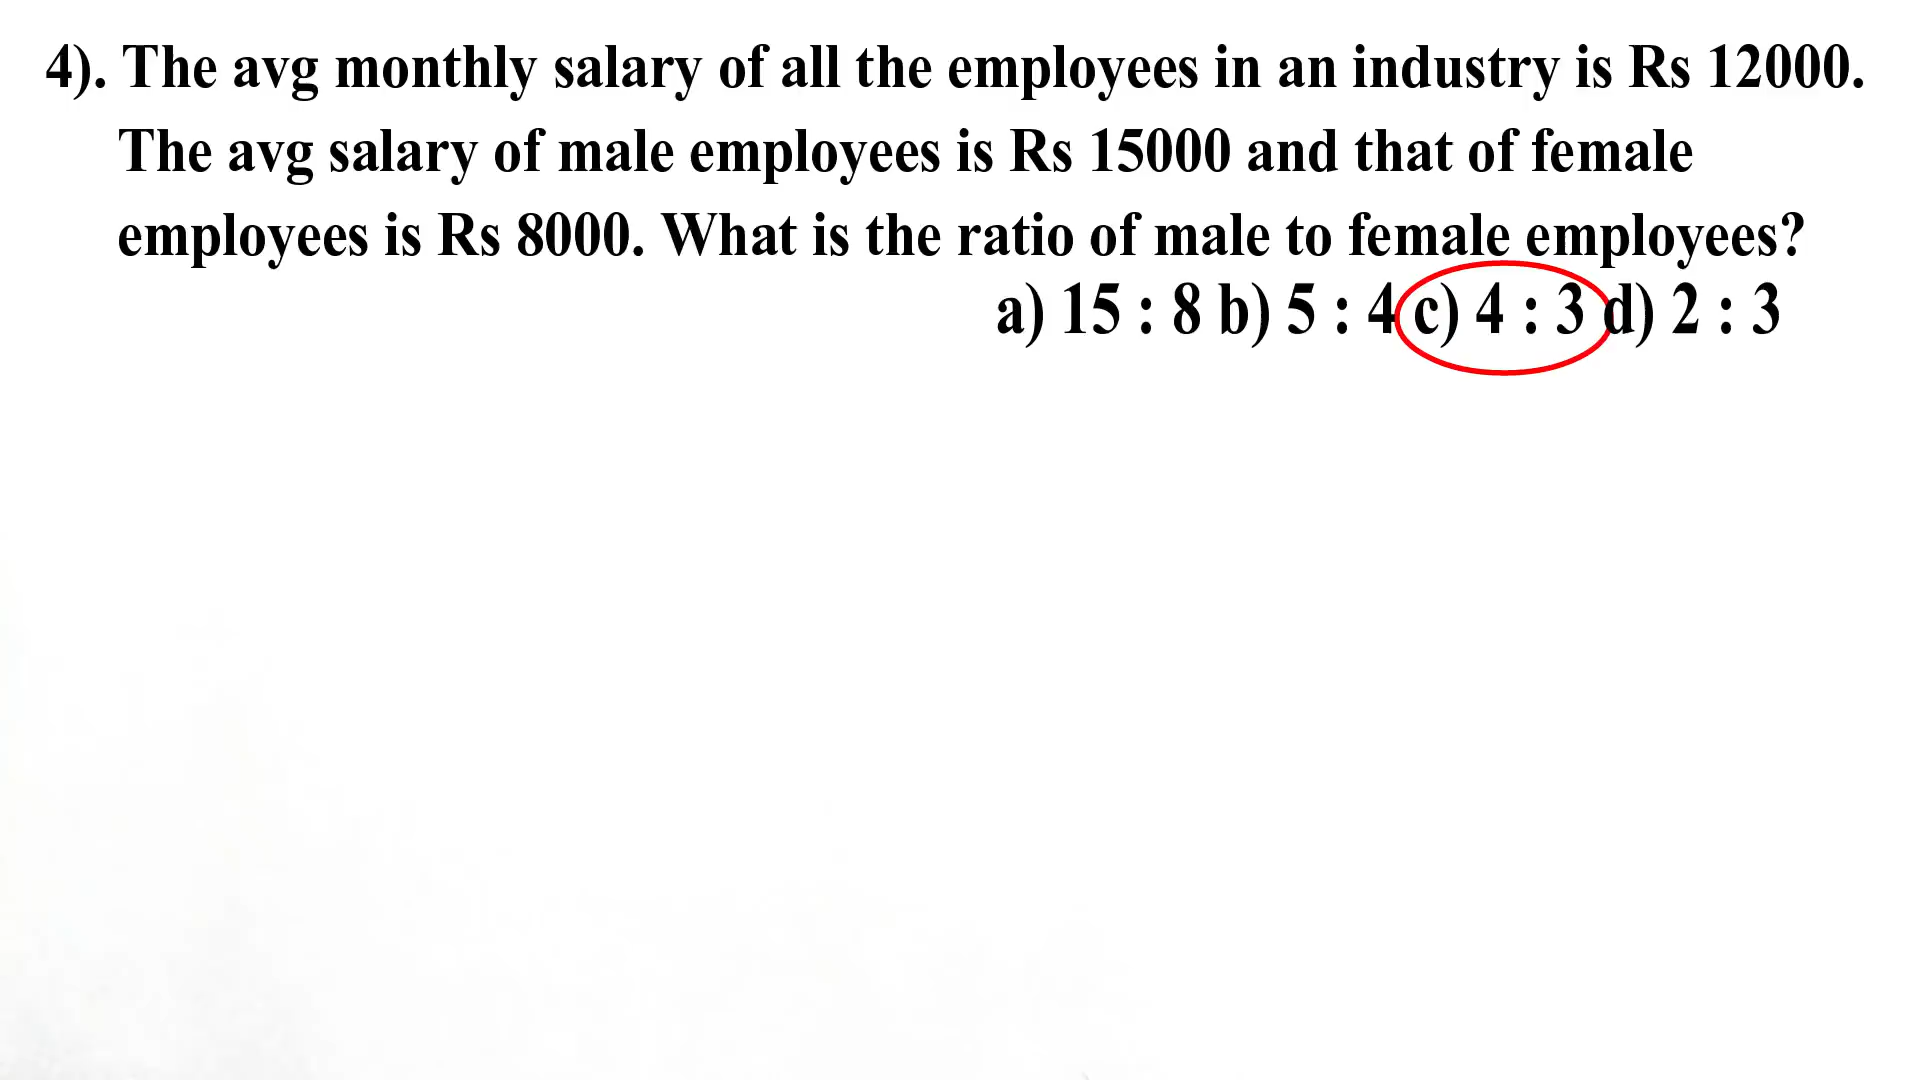 4). The avg monthly salary of all the employees in an industry is Rs 12000.
The avg salary of male employees is Rs 15000 and that of female
employees is Rs 8000. What is the ratio of male to female employees?
a) 15 : 8 b) 5 : 4 c) 4 : 3 d) 2 : 3